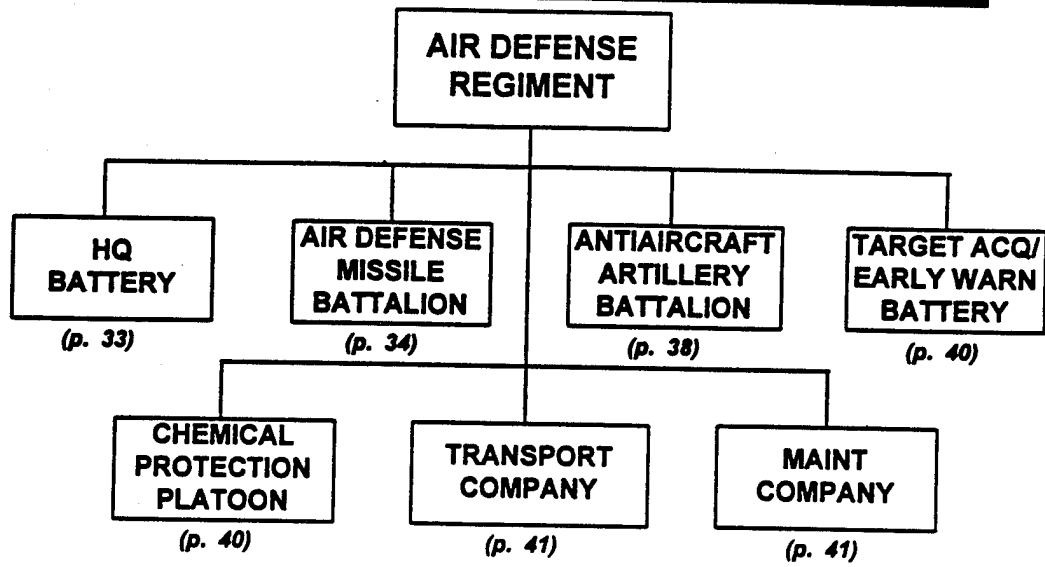 AIR DEFENSE
REGIMENT
HQ
BATTERY
(p. 33)
AIR DEFENSE
MISSILE
BATTALION
(p. 34)
ANTIAIRCRAFT
ARTILLERY
BATTALION
(p. 38)
TARGET ACQ/
EARLY WARN
BATTERY
(p. 40)
CHEMICAL
PROTECTION
PLATOON
(p. 40)
TRANSPORT
COMPANY
(p. 41)
MAINT
COMPANY
(p. 41)